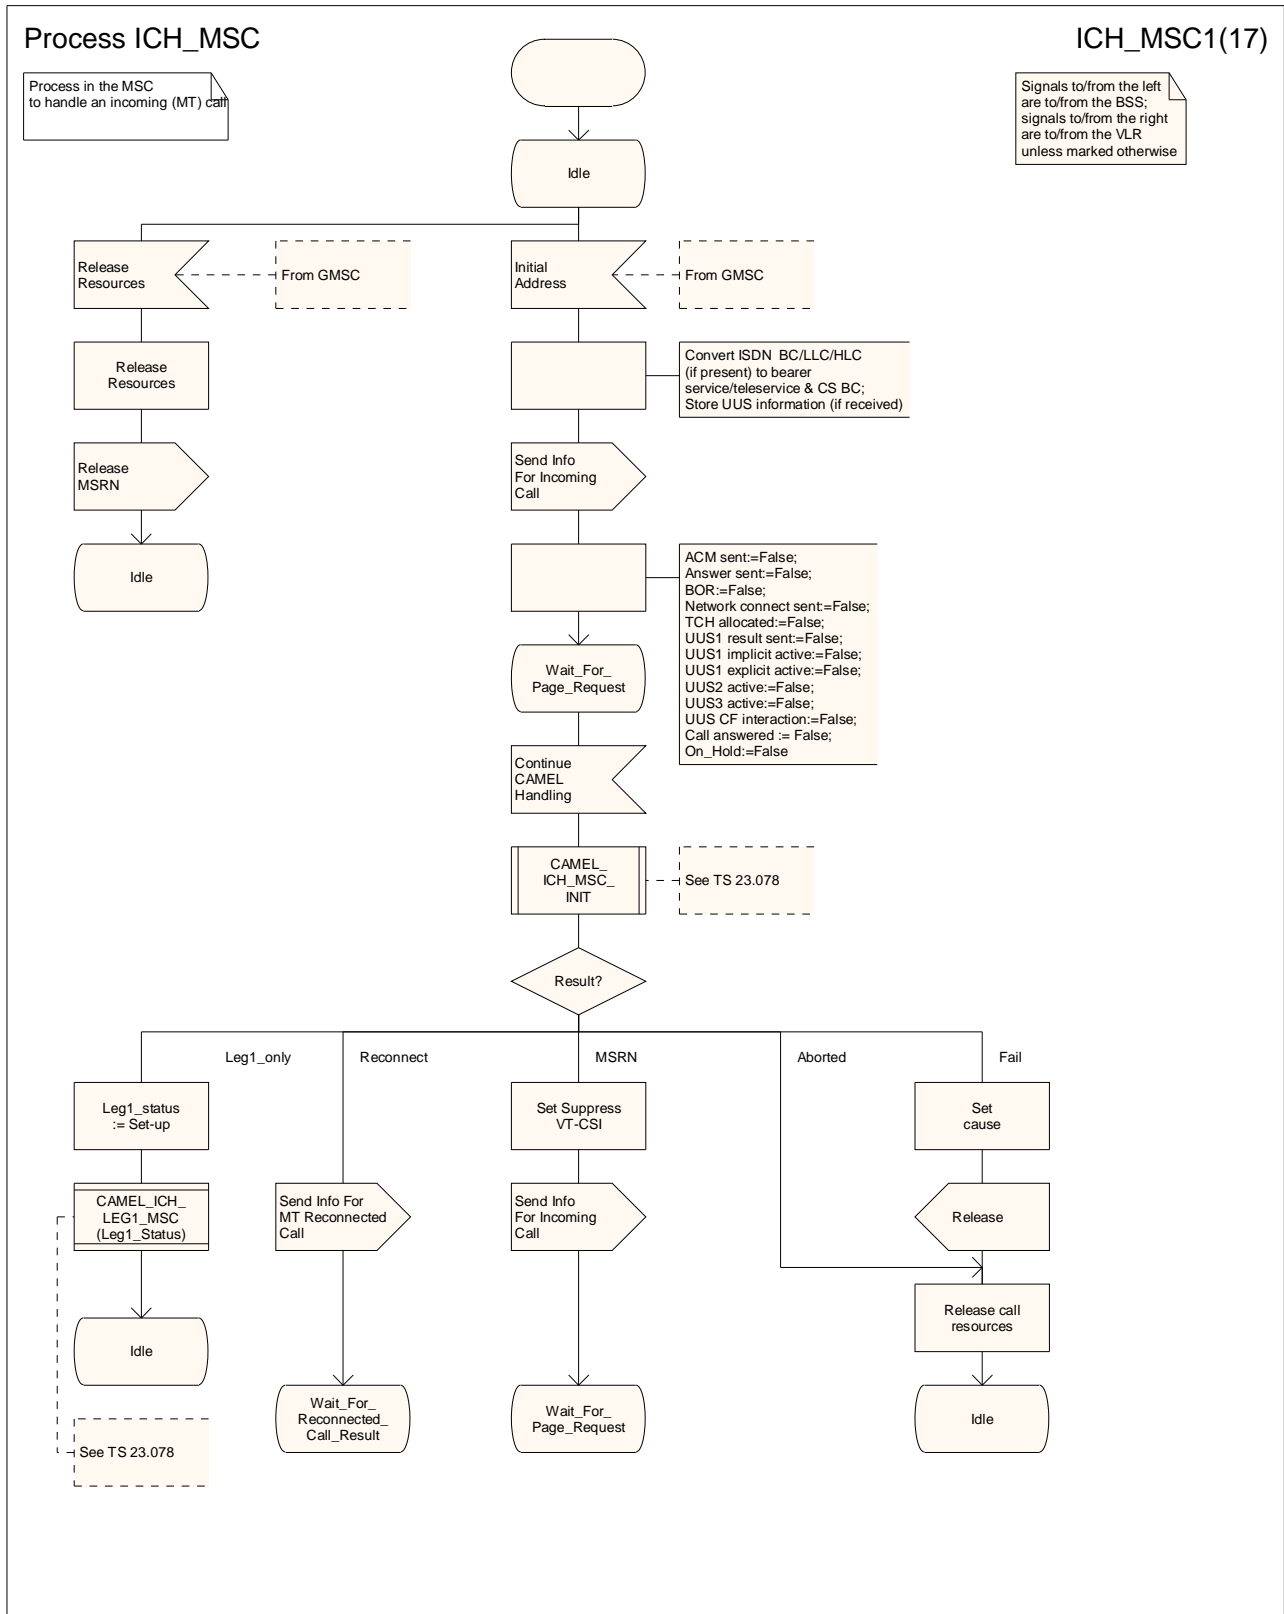 Process ICH_MSC
ICH_MSC1(17)
Process in the MSC
to handle an incoming (MT) call
Signals to/from the left
are to/from the BSS;
signals to/from the right
are to/from the VLR
unless marked otherwise
Idle
Release
Resources
From GMSC
Initial
Address
From GMSC
Release
Resources
Convert ISDN BC/LLC/HLC
(if present) to bearer
service/teleservice & CS BC;
Store UUS information (if received)
Release
MSRN
Send Info
For Incoming
Call
Idle
ACM sent:=False;
Answer sent:=False;
BOR:=False;
Network connect sent:=False;
TCH allocated:=False;
UUS1 result sent:=False;
UUS1 implicit active:=False;
UUS1 explicit active:=False;
UUS2 active:=False;
UUS3 active:=False;
UUS CF interaction:=False;
Call answered := False;
On_Hold:=False
Wait_For_
Page_Request
Continue
CAMEL
Handling
CAMEL_
ICH_MSC_
INIT
See TS 23.078
Result?
Leg1_only
Reconnect
MSRN
Aborted
Fail
Leg1_status
:= Set-up
Set Suppress
VT-CSI
Set
cause
CAMEL_ICH_
LEG1_MSC
(Leg1_Status)
Send Info For
MT Reconnected
Call
Send Info
For Incoming
Call
Release
Release call
resources
Idle
Wait_For_
Reconnected_
Call_Result
Wait_For_
Page_Request
Idle
See TS 23.078